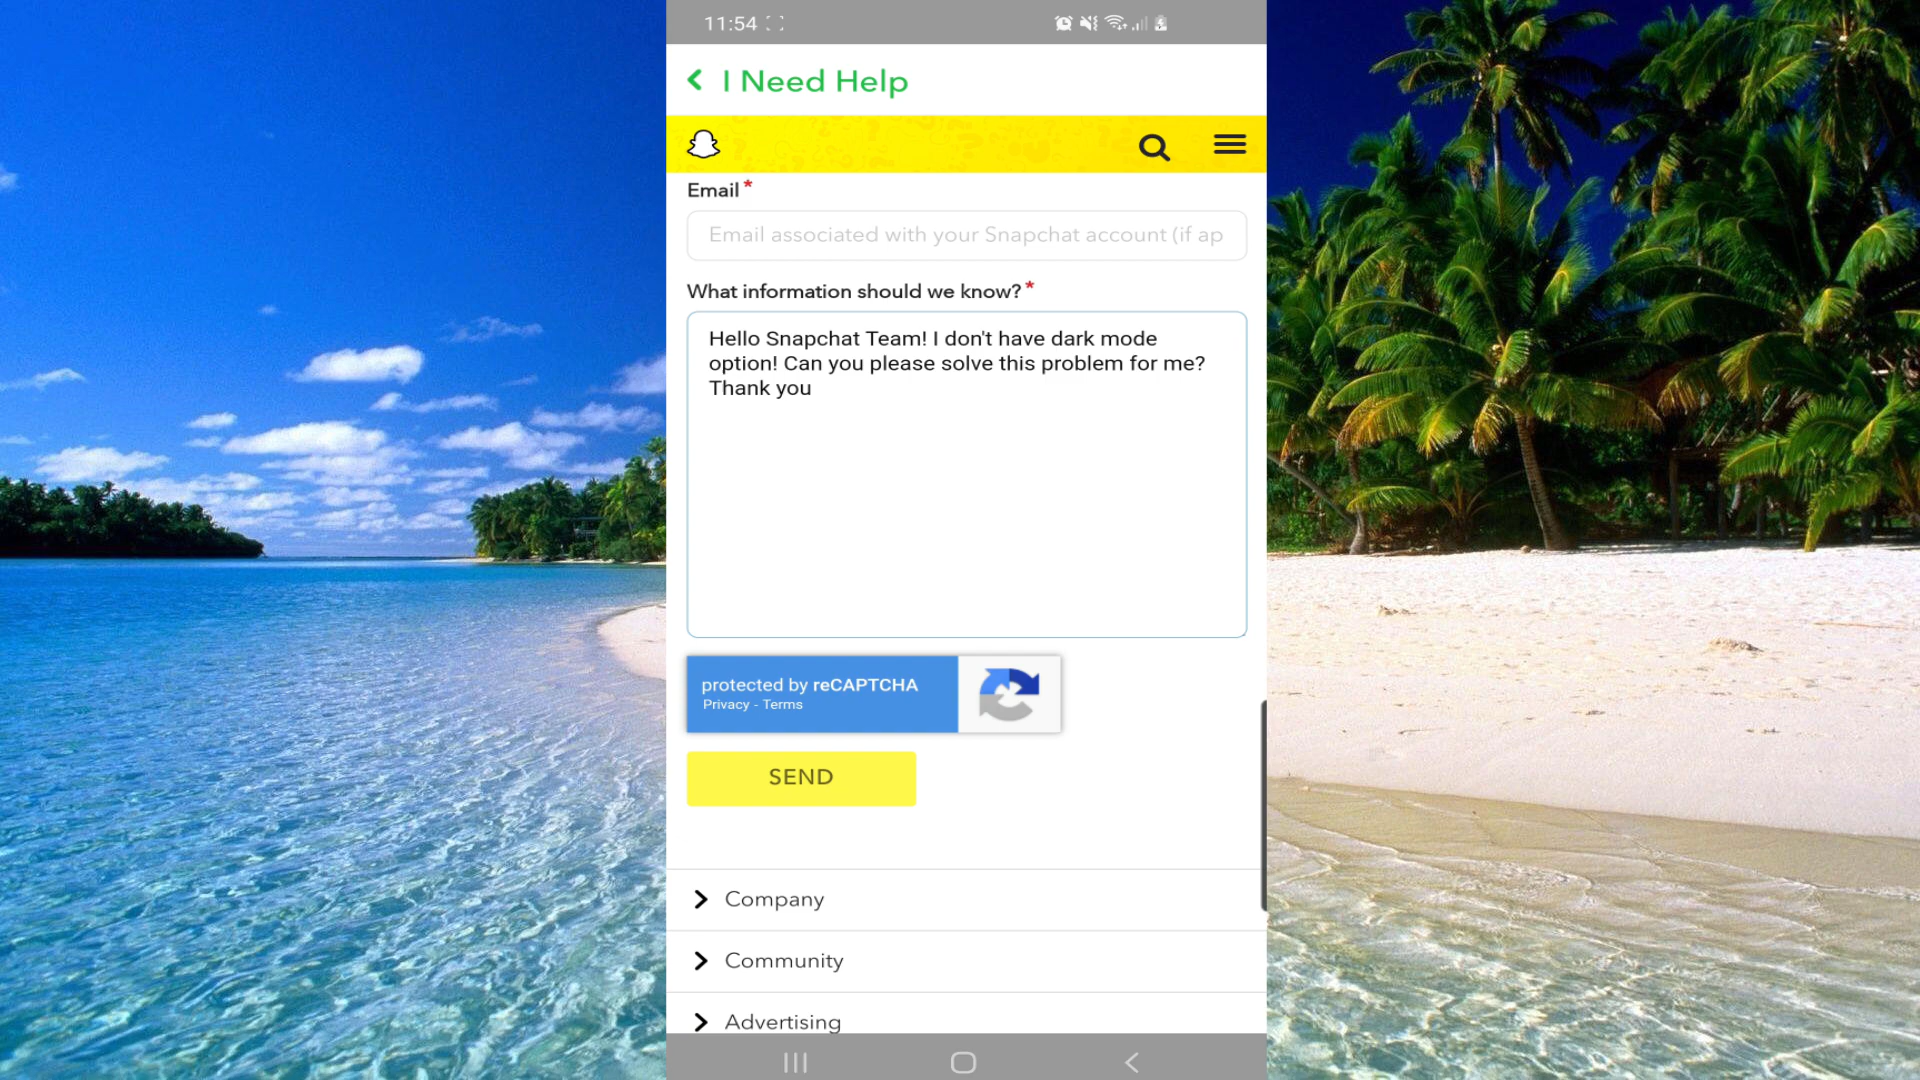 11:54
I Need Help
Email *
Email associated with your Snapchat account (if ap
What information should we know? *
Hello Snapchat Team! I don't have dark mode
option! Can you please solve this problem for me?
Thank you
protected by reCAPTCHA
Privacy - Terms
SEND
Company
Community
Advertising